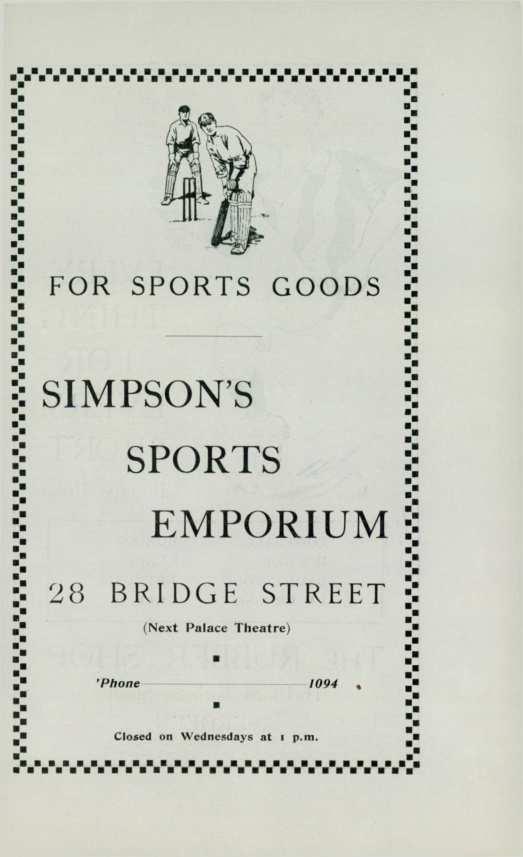 FOR SPORTS GOODS
SIMPSON'S
SPORTS
EMPORIUM
28 BRIDGE STREET
(Next Palace Theatre)
'Phone 1094
Closed on Wednesdays at 1 p.m.